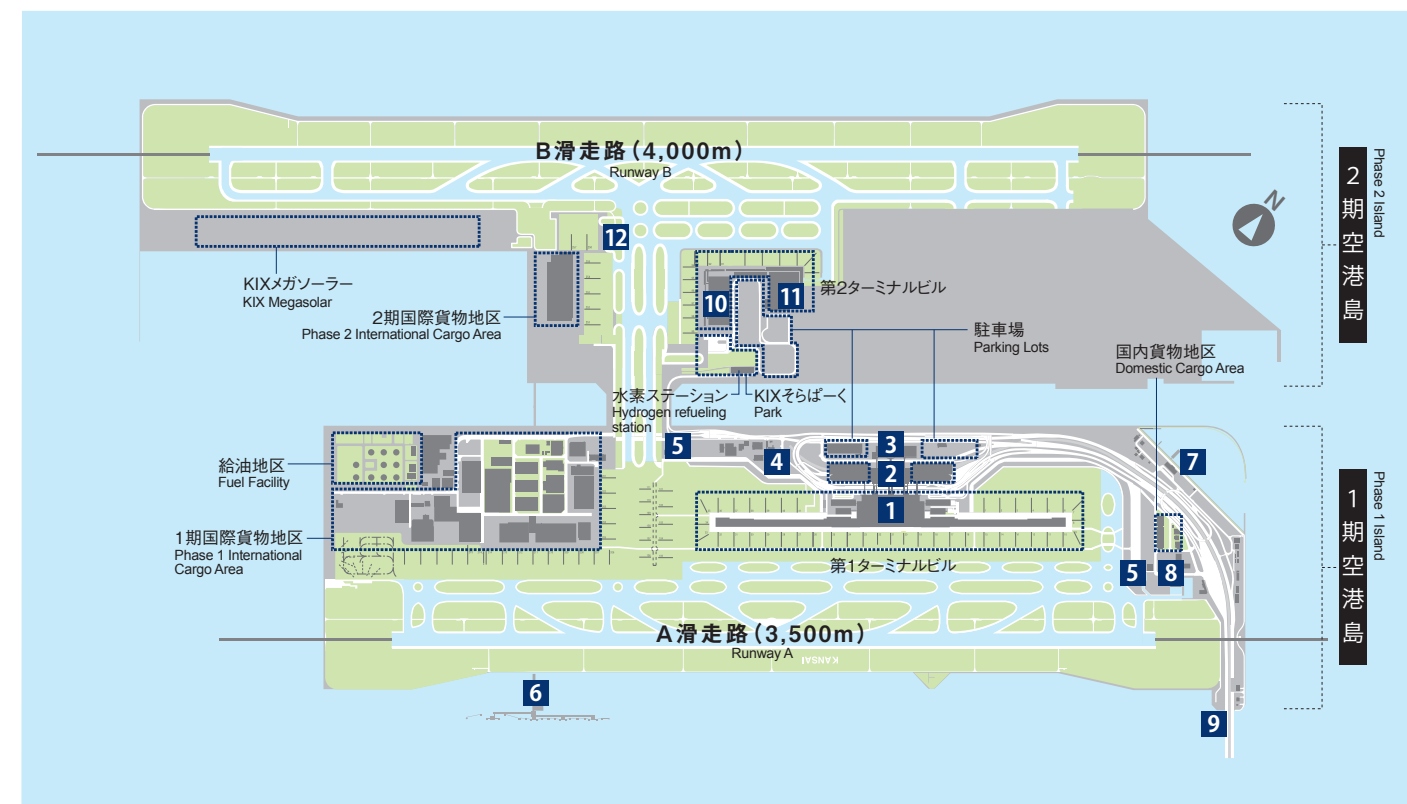 B滑走路(4,000m)
Runway B
2期空港島
Phase 2 Island
N
12
KIXメガソーラー
KIX Megasolar
2期国際貨物地区
Phase 2 International Cargo Area
10
11
第2ターミナルビル
駐車場
Parking Lots
国内貨物地区
Domestic Cargo Area
水素ステーション
Hydrogen refueling
station
KIXそらぱーく
Park
給油地区
Fuel Facility
5
4
3
2
1
7
1期国際貨物地区
Phase 1 International
Cargo Area
第1ターミナルビル
5
8
1期空港島
Phase 1 Island
A滑走路(3,500m)
Runway A
KANSAI
6
9